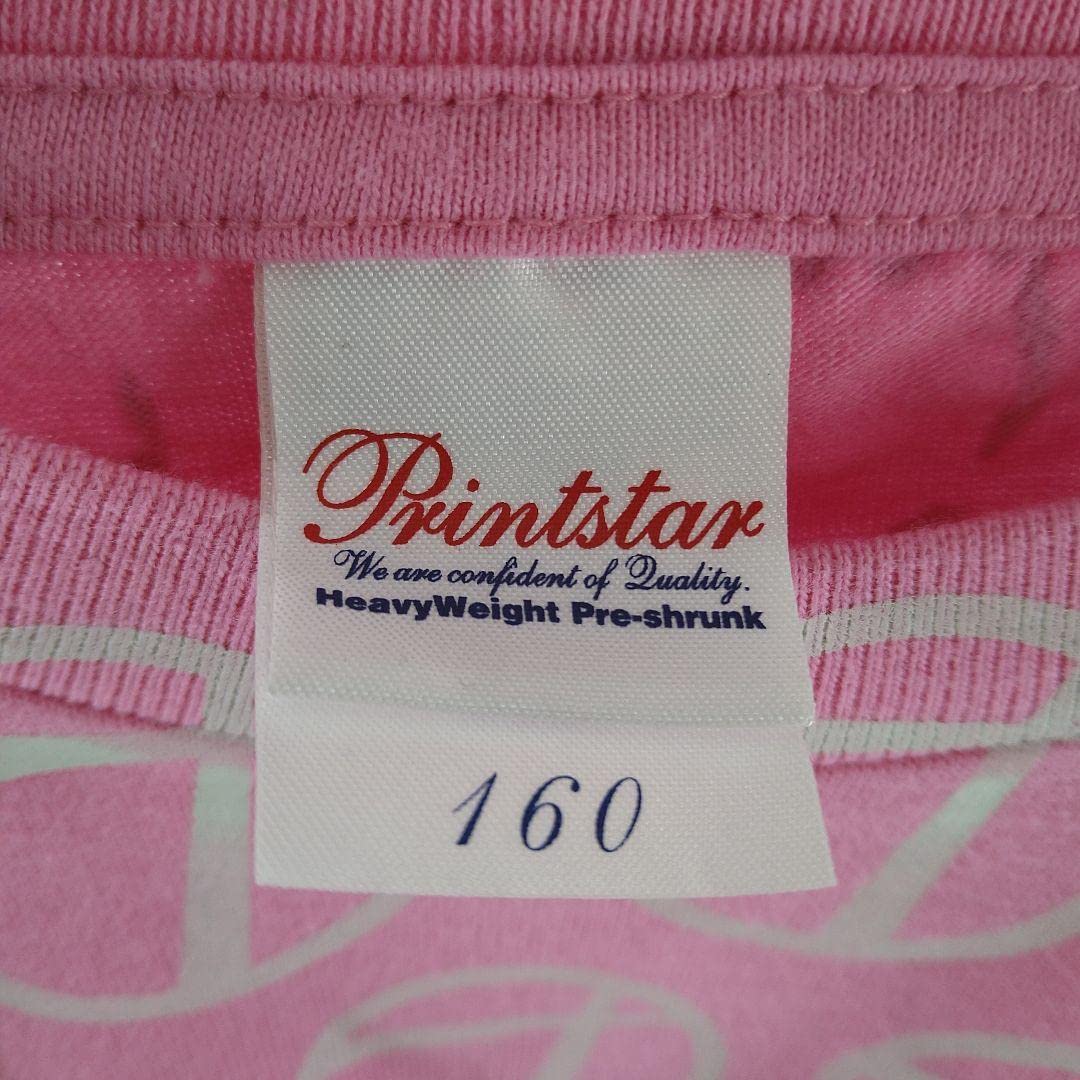 Printstar
We are confident of Quality.
HeavyWeight Pre-shrunk
160